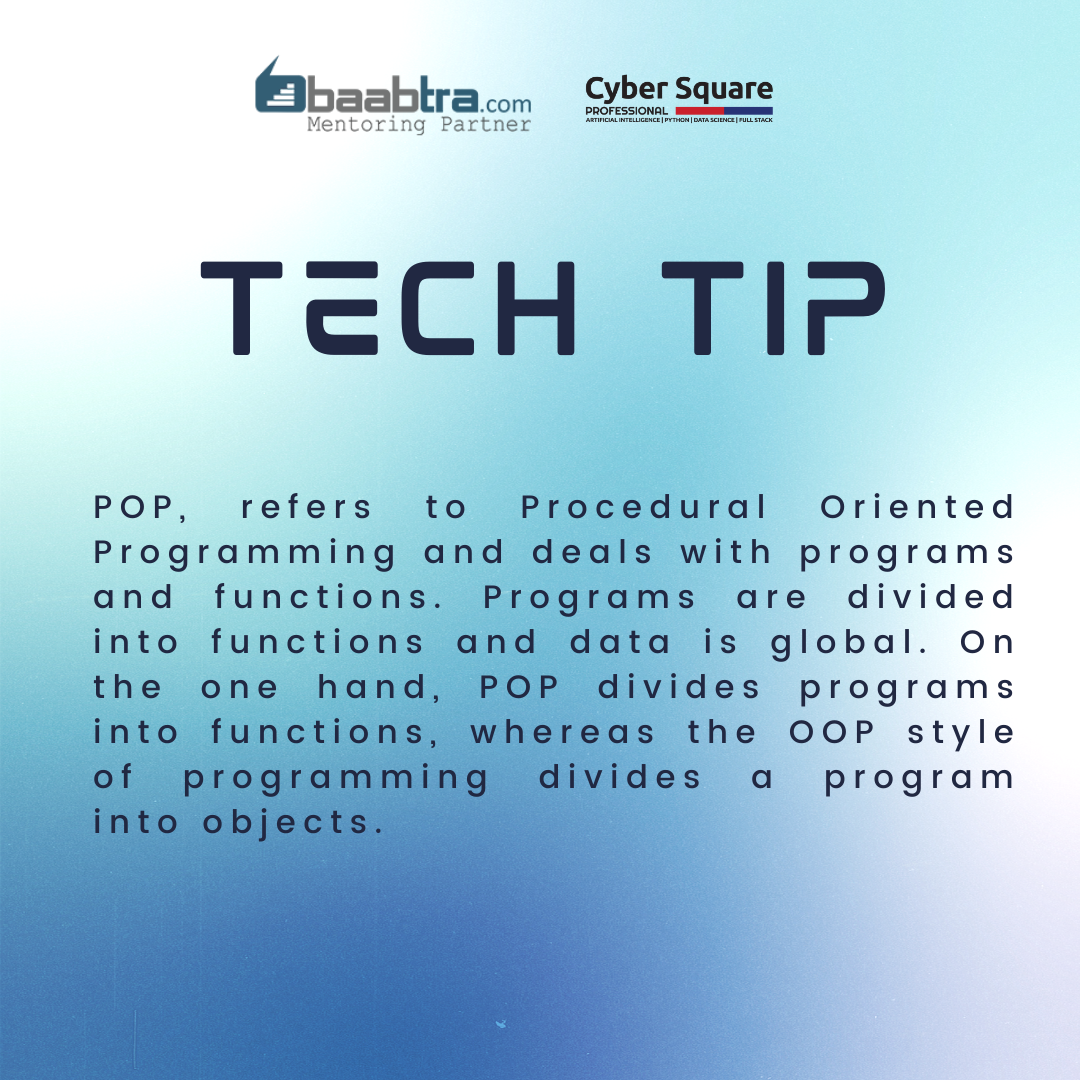 baabtra.com
Mentoring Partner
Cyber Square
PROFESSIONAL
ARTIFICIAL INTELLIGENCE | PYTHON | DATA SCIENCE | FULL STACK
TECH TIP
POP, refers to Procedural Oriented
Programming and deals with programs
and functions. Programs are divided
into functions and data is global. On
the one hand, POP divides programs
into functions, whereas the OOP style
of programming divides a program
into objects.